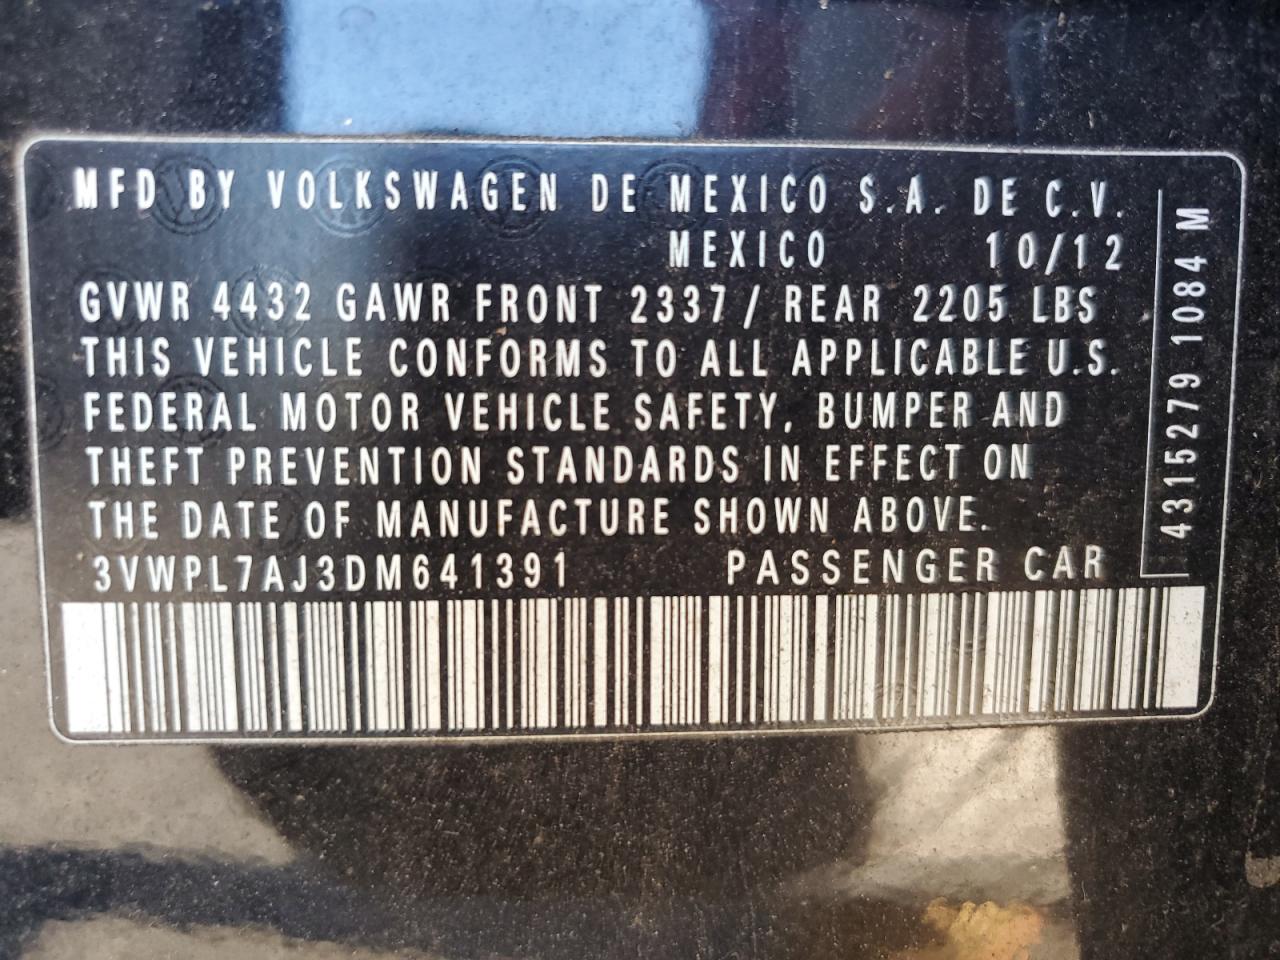 MFD BY VOLKSWAGEN DE MEXICO S.A. DE C.V.
MEXICO 10/12
GVWR 4432 GAWR FRONT 2337 / REAR 2205 LBS
THIS VEHICLE CONFORMS TO ALL APPLICABLE U.S.
FEDERAL MOTOR VEHICLE SAFETY, BUMPER AND
THEFT PREVENTION STANDARDS IN EFFECT ON
THE DATE OF MANUFACTURE SHOWN ABOVE.
3VWPL7AJ3DM641391 PASSENGER CAR
4315279 1084 M